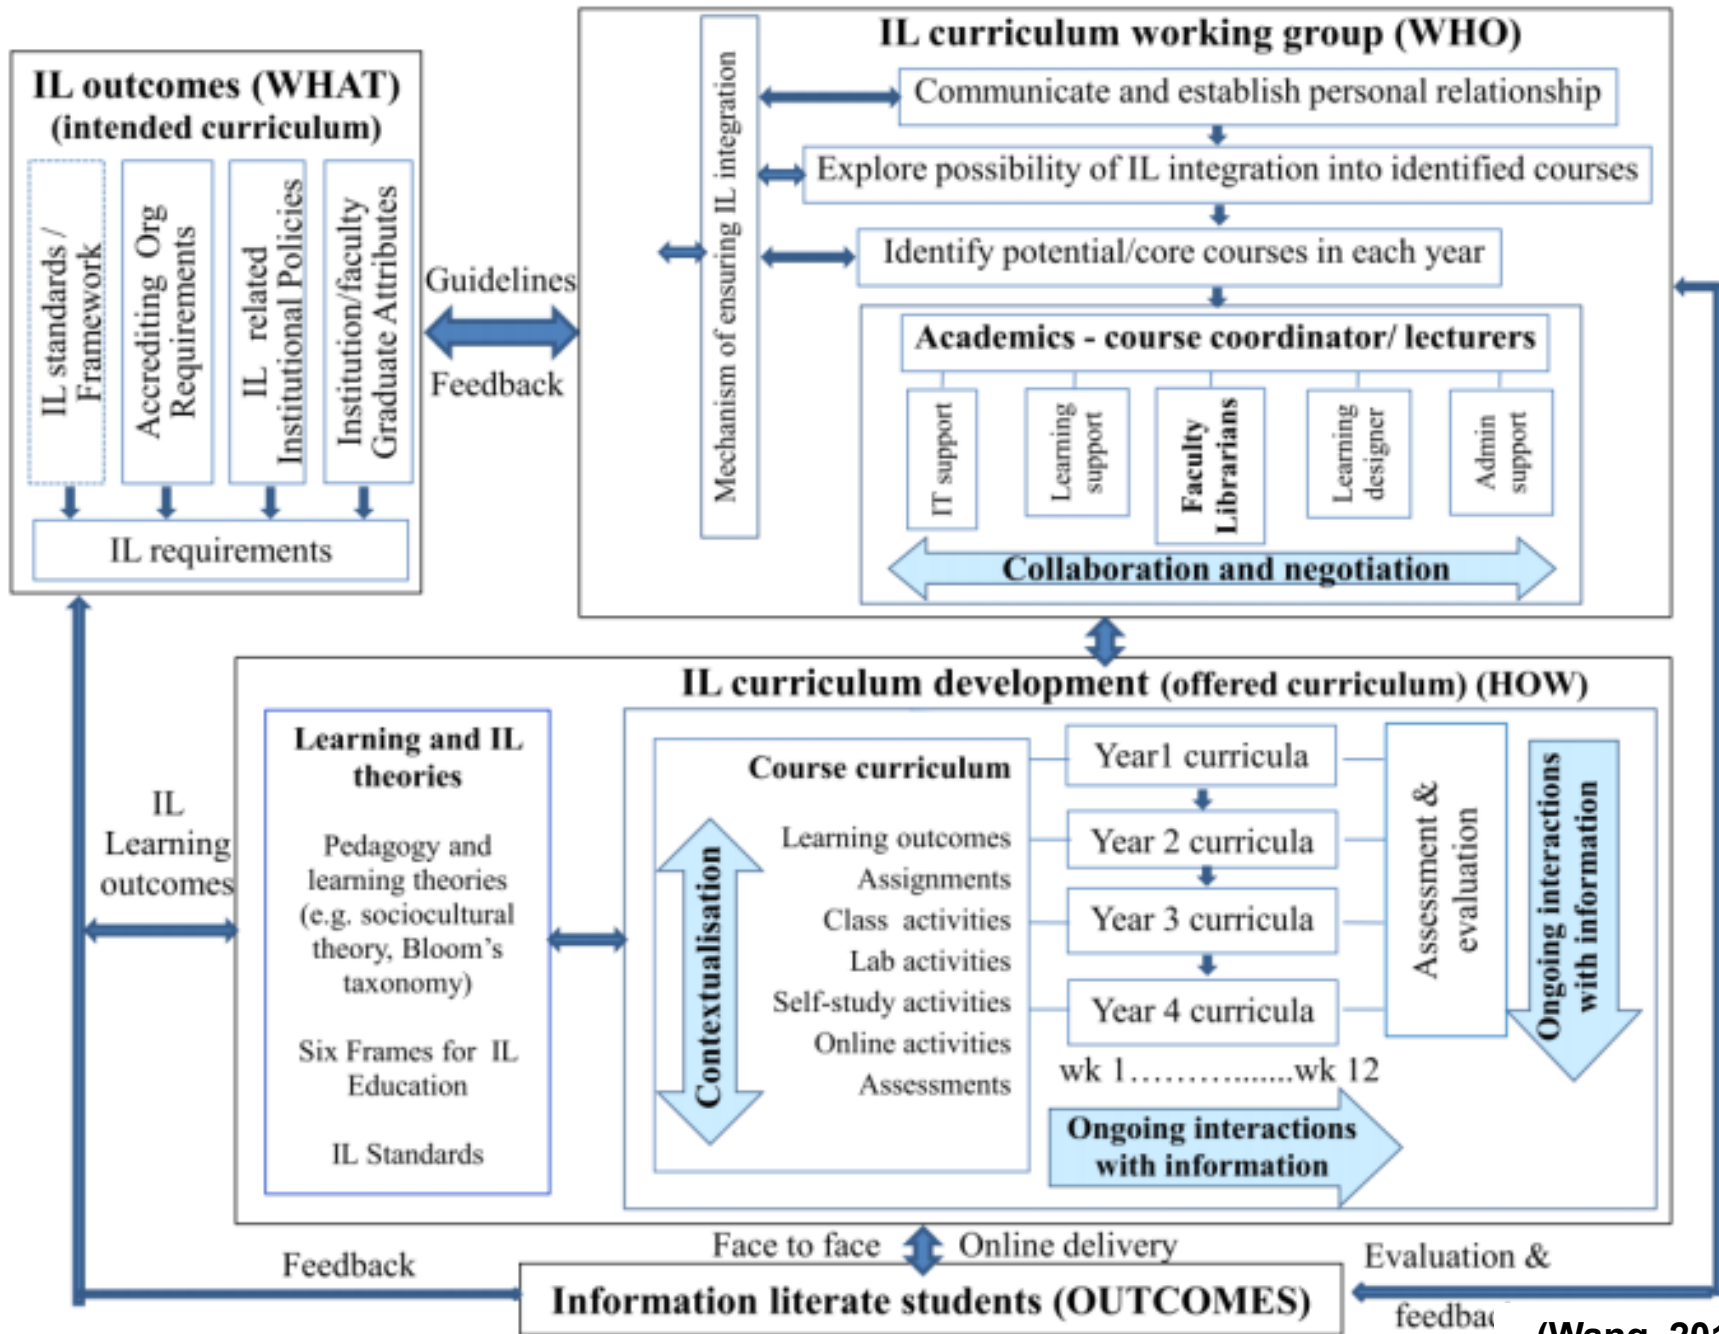 IL outcomes (WHAT)
(intended curriculum)
IL standards /
Framework
Accrediting Org
Requirements
IL related
Institutional Policies
Institution/faculty
Graduate Attributes
IL requirements
Guidelines
Feedback
IL curriculum working group (WHO)
Mechanism of ensuring IL integration
Communicate and establish personal relationship
Explore possibility of IL integration into identified courses
Identify potential/core courses in each year
Academics - course coordinator/ lecturers
IT support
Learning
support
Faculty
Librarians
Learning
designer
Admin
support
Collaboration and negotiation
IL curriculum development (offered curriculum) (HOW)
IL
Learning
outcomes
Learning and IL
theories
Pedagogy and
learning theories
(e.g. sociocultural
theory, Bloom’s
taxonomy)
Six Frames for IL
Education
IL Standards
Contextualisation
Course curriculum
Learning outcomes
Assignments
Class activities
Lab activities
Self-study activities
Online activities
Assessments
Year1 curricula
Year 2 curricula
Year 3 curricula
Year 4 curricula
wk 1……….......wk 12
Ongoing interactions
with information
Assessment &
evaluation
Ongoing interactions
with information
Face to face
Online delivery
Feedback
Information literate students (OUTCOMES)
Evaluation &